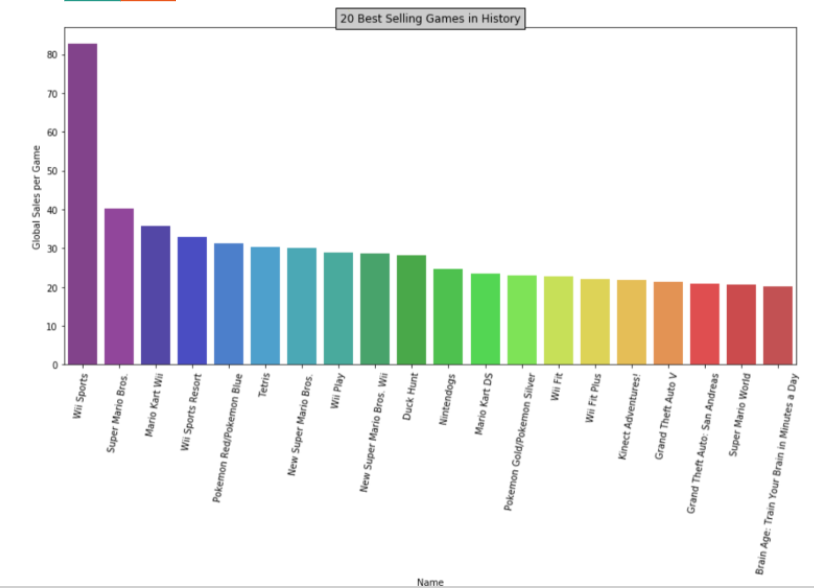 20 Best Selling Games in History
Global Sales per Game
80
70
60
50
40
30
20
10
0
Wii Sports
Super Mario Bros.
Mario Kart Wii
Wii Sports Resort
Pokemon Red/Pokemon Blue
Tetris
New Super Mario Bros.
Wii Play
New Super Mario Bros. Wii
Duck Hunt
Nintendogs
Mario Kart DS
Pokemon Gold/Pokemon Silver
Wii Fit
Wii Fit Plus
Kinect Adventures!
Grand Theft Auto V
Grand Theft Auto: San Andreas
Super Mario World
Brain Age: Train Your Brain in Minutes a Day
Name